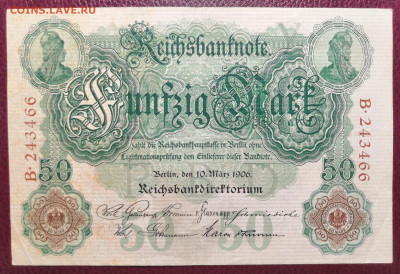 COINS.ЛАВЕ.RU
Reichsbanknote.
Fünfzig Mark
zahlt die Reichsbankhauptkasse in Berlin ohne
Legitimationsprüfung dem Einlieferer dieser Banknote.
Berlin, den 10. März 1906.
Reichsbankdirektorium
B·243466
B·243466
50
50